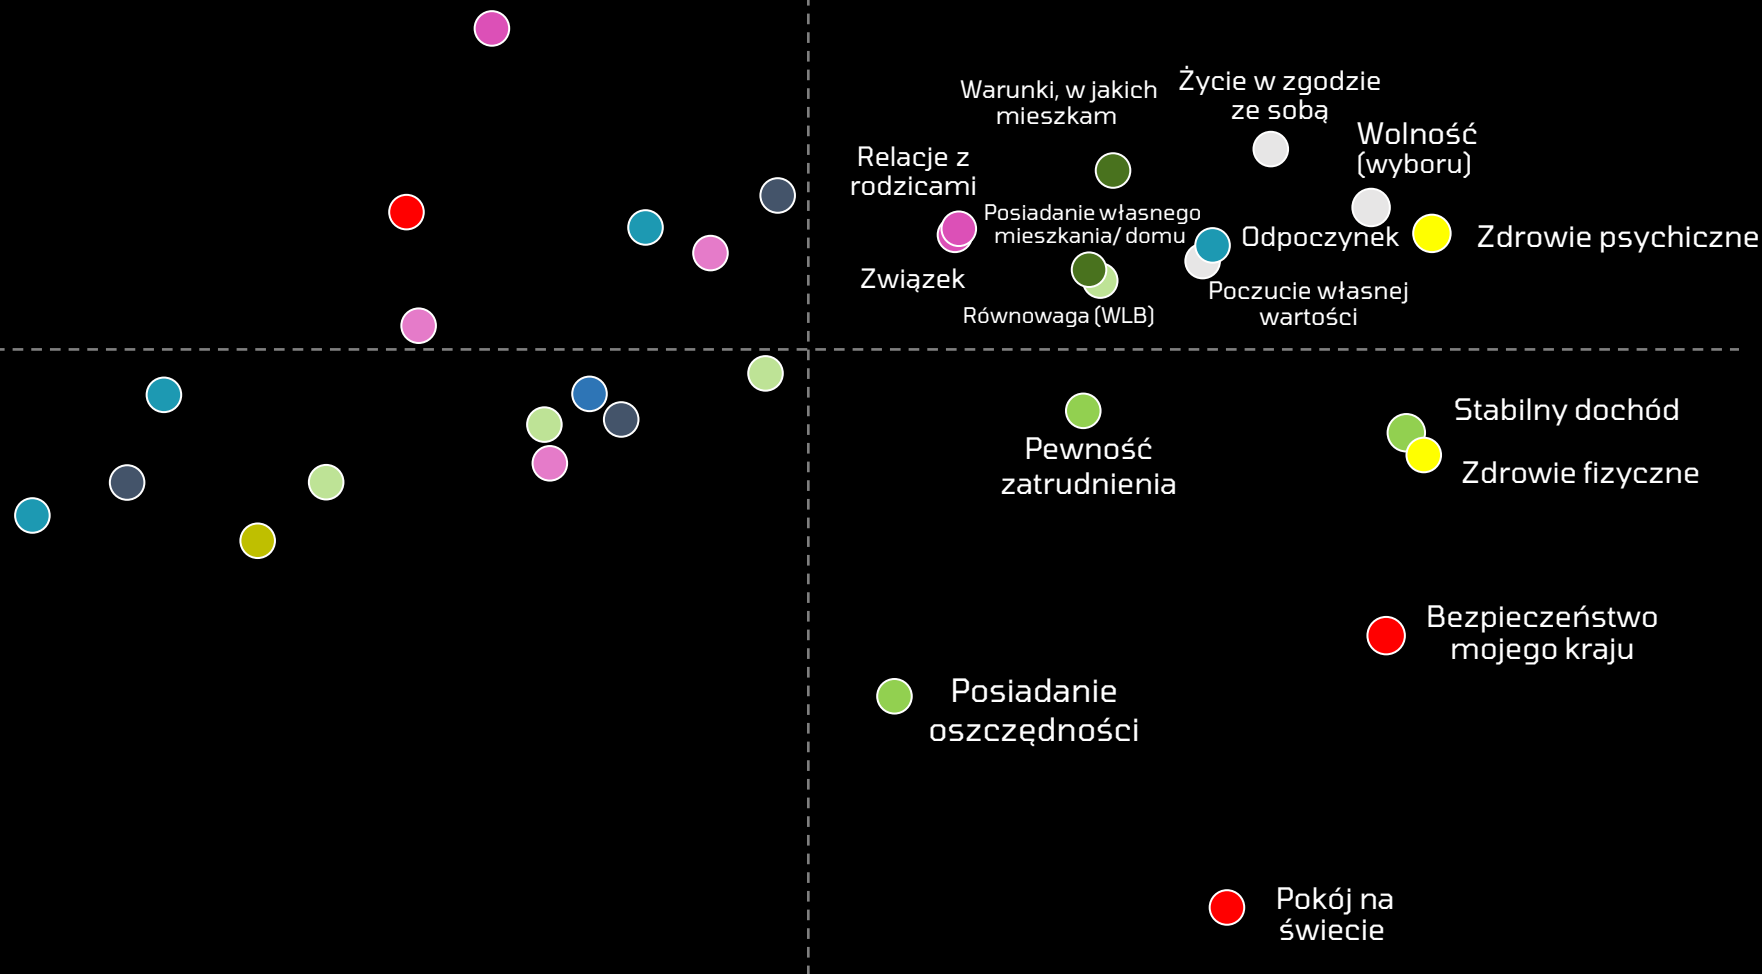 Warunki, w jakich
mieszkam
Życie w zgodzie
ze sobą
Wolność
(wyboru)
Relacje z
rodzicami
Posiadanie własnego
mieszkania/ domu
Odpoczynek
Zdrowie psychiczne
Związek
Równowaga (WLB)
Poczucie własnej
wartości
Pewność
zatrudnienia
Stabilny dochód
Zdrowie fizyczne
Bezpieczeństwo
mojego kraju
Posiadanie
oszczędności
Pokój na
świecie